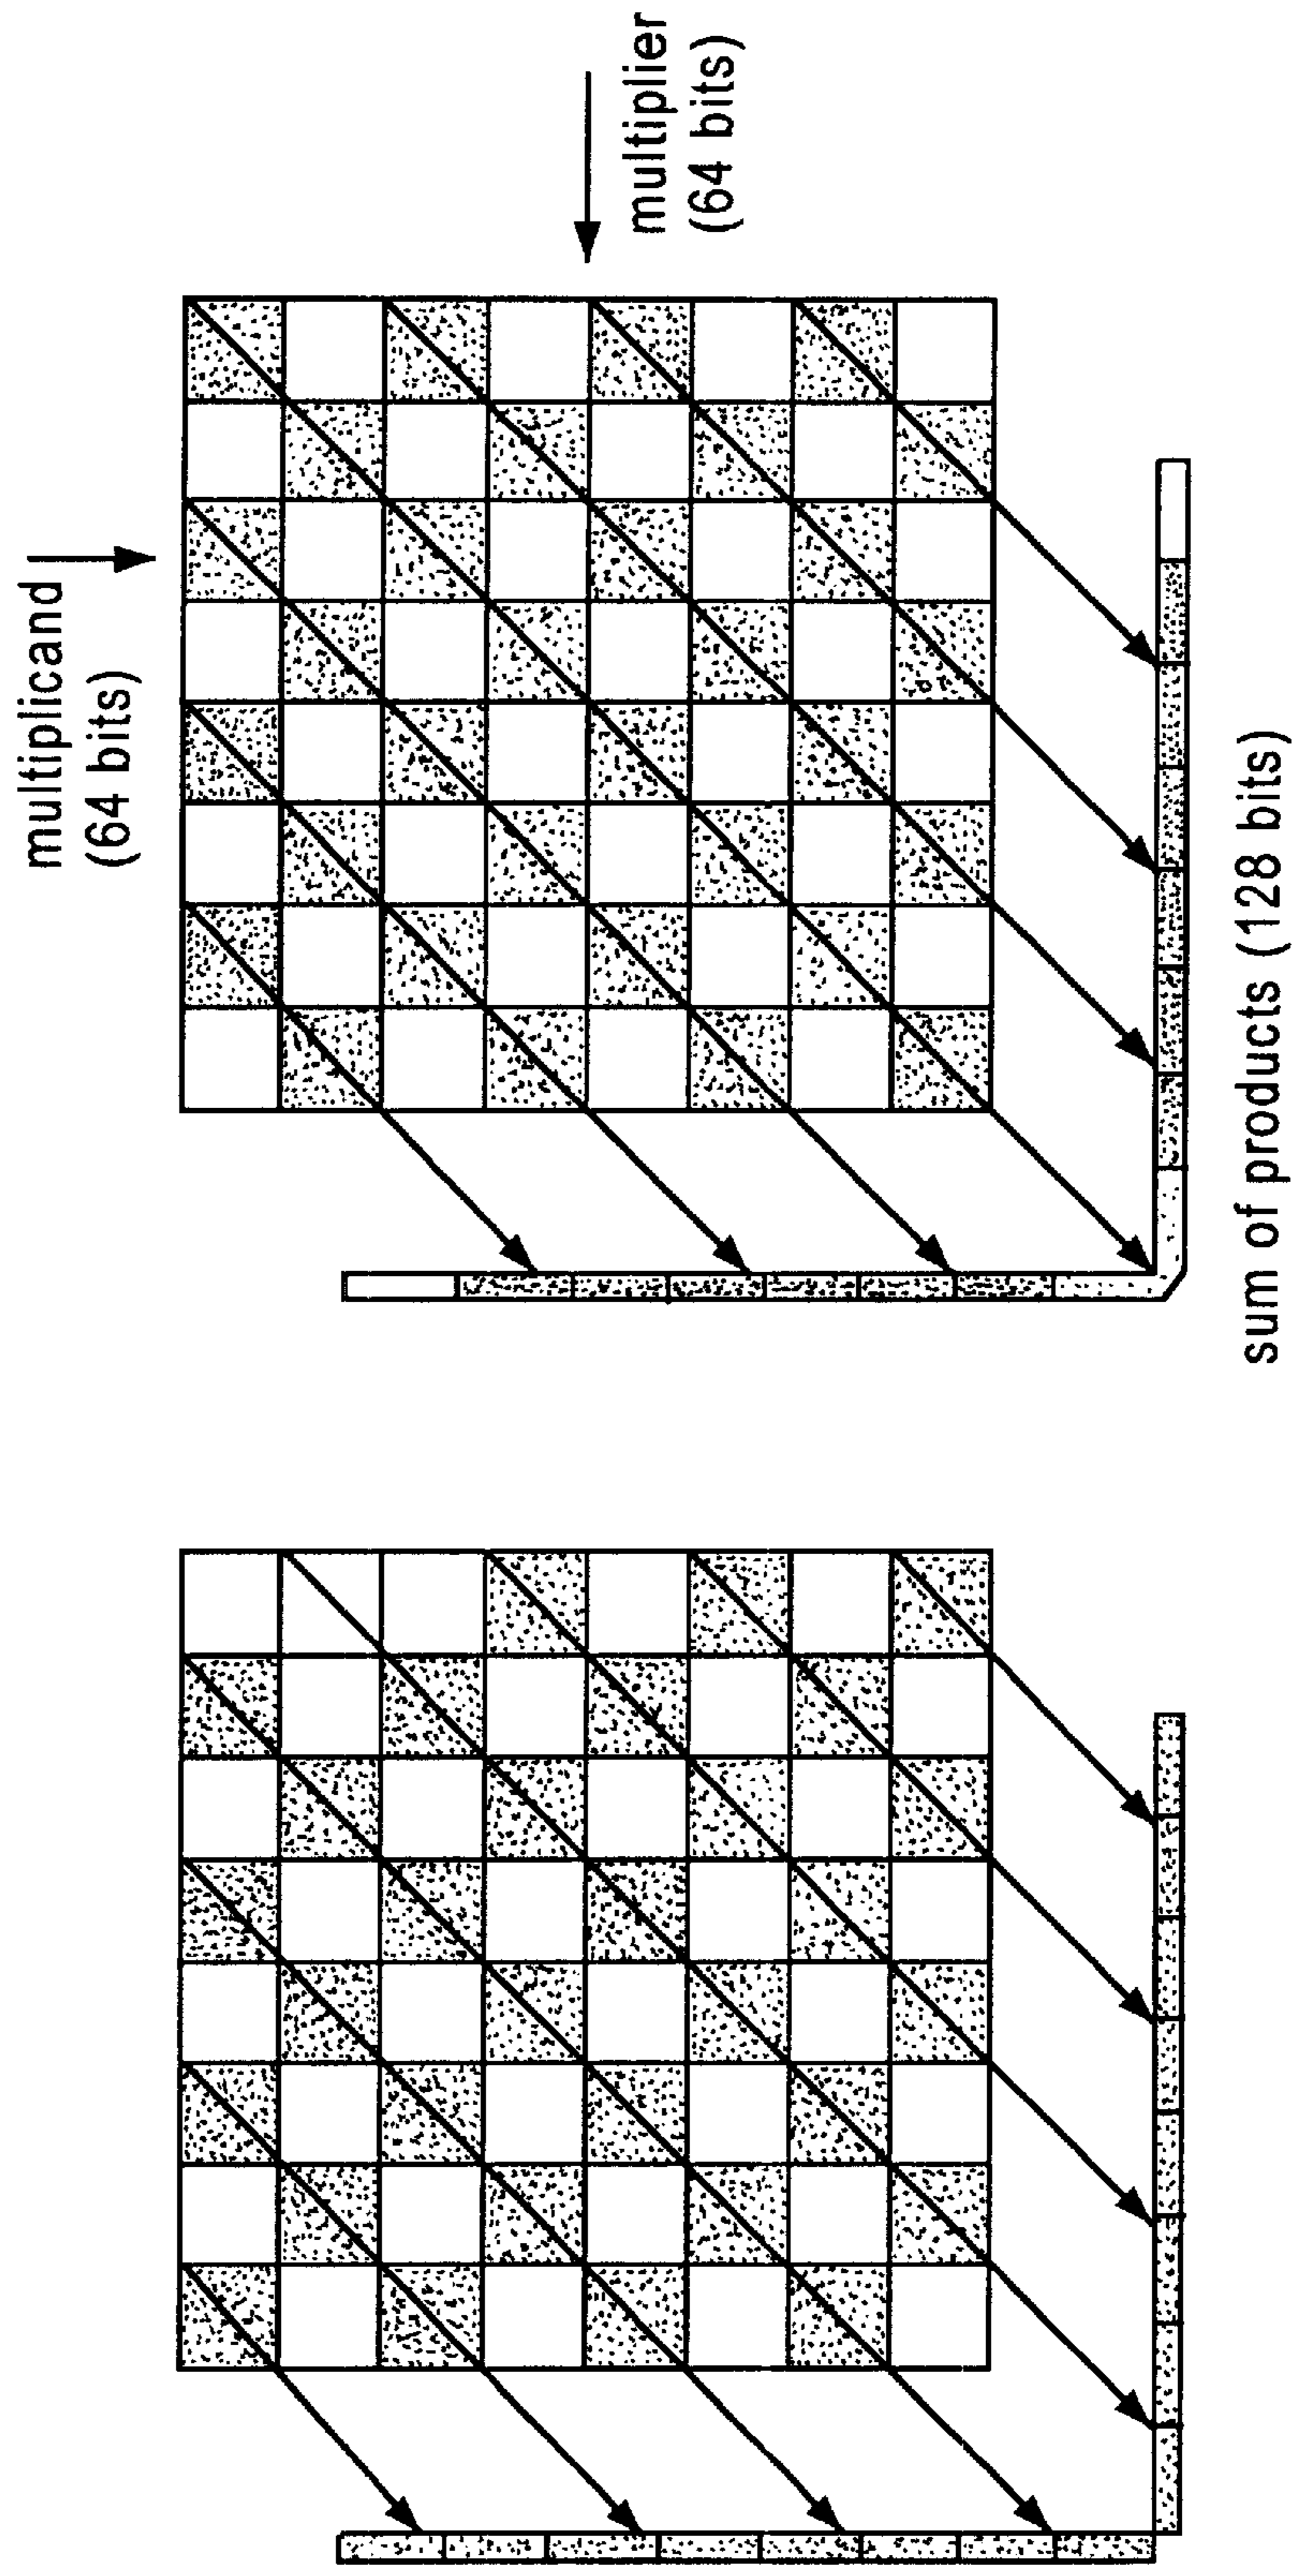 multiplicand
(64 bits)
multiplier
(64 bits)
sum of products (128 bits)